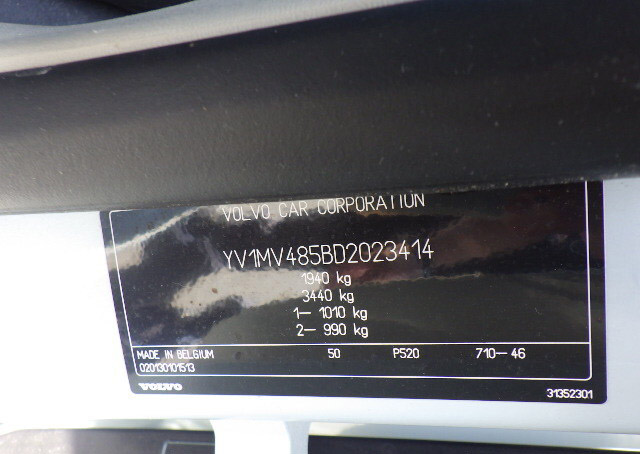 VOLVO CAR CORPORATION
YV1MV485BD2023414
1940 kg
3440 kg
1– 1010 kg
2– 990 kg
MADE IN BELGIUM 50 P520 710–46
020130101513
VOLVO 31352301